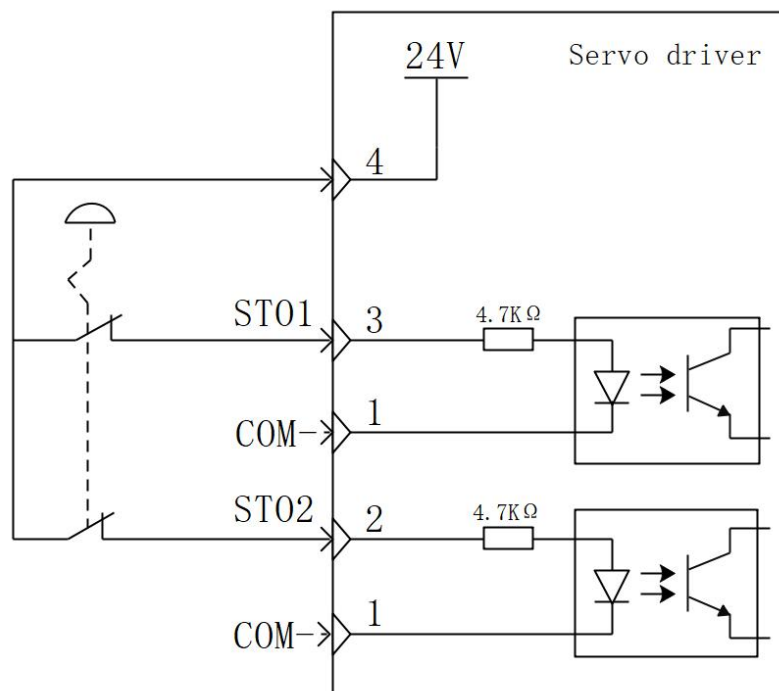 24V
Servo driver
4
STO1
3
4.7KΩ
COM-
1
STO2
2
4.7KΩ
COM-
1